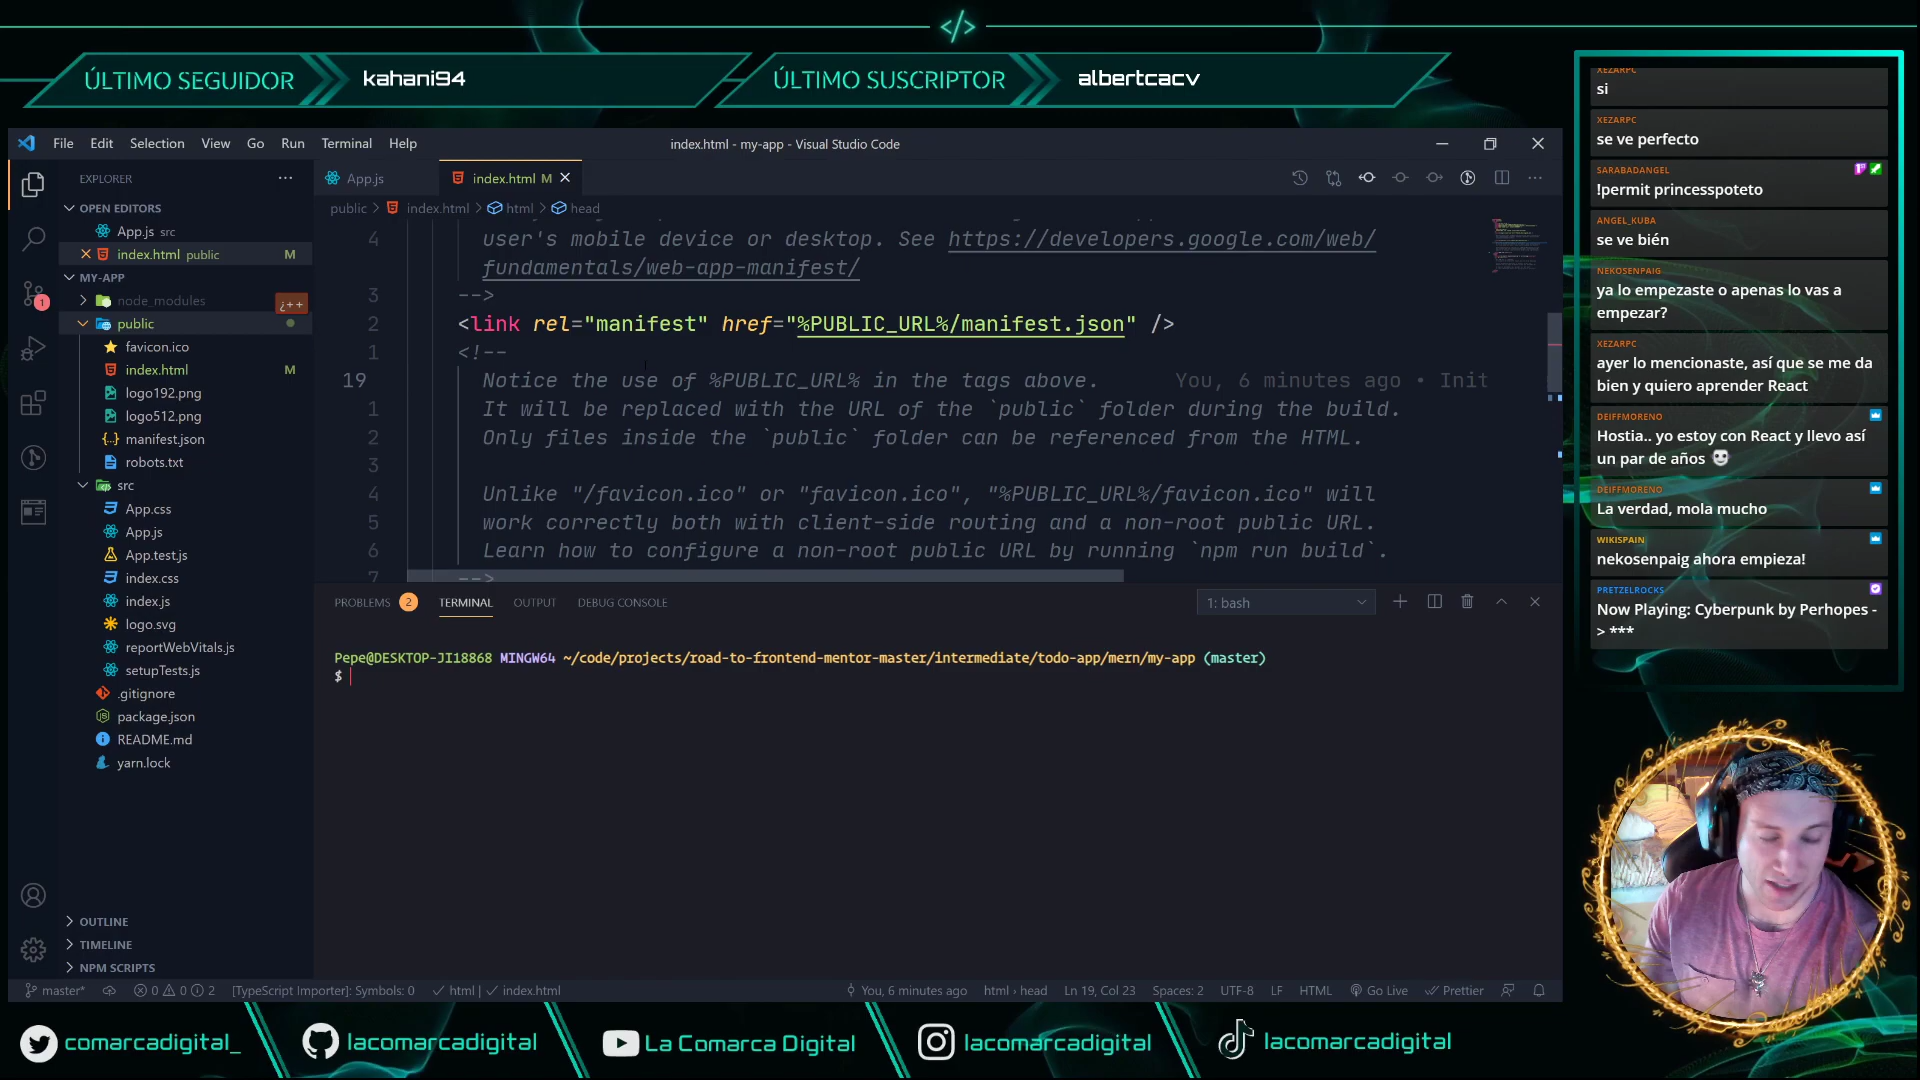 </>
ÚLTIMO SEGUIDOR
kahani94
ÚLTIMO SUSCRIPTOR
albertcacv
File Edit Selection View Go Run Terminal Help
index.html - my-app - Visual Studio Code
EXPLORER
OPEN EDITORS
App.js src
index.html public M
MY-APP
node_modules
¿++
public
favicon.ico
index.html M
logo192.png
logo512.png
manifest.json
robots.txt
src
App.css
App.js
App.test.js
index.css
index.js
logo.svg
reportWebVitals.js
setupTests.js
.gitignore
package.json
README.md
yarn.lock
OUTLINE
TIMELINE
NPM SCRIPTS
1
App.js
index.html M
public > index.html > html > head
4 user's mobile device or desktop. See https://developers.google.com/web/
fundamentals/web-app-manifest/
3 -->
2 <link rel="manifest" href="%PUBLIC_URL%/manifest.json" />
1 <!--
19 Notice the use of %PUBLIC_URL% in the tags above. You, 6 minutes ago • Init
1 It will be replaced with the URL of the `public` folder during the build.
2 Only files inside the `public` folder can be referenced from the HTML.
3
4 Unlike "/favicon.ico" or "favicon.ico", "%PUBLIC_URL%/favicon.ico" will
5 work correctly both with client-side routing and a non-root public URL.
6 Learn how to configure a non-root public URL by running `npm run build`.
7 -->
PROBLEMS 2 TERMINAL OUTPUT DEBUG CONSOLE
1: bash
Pepe@DESKTOP-JI18868 MINGW64 ~/code/projects/road-to-frontend-mentor-master/intermediate/todo-app/mern/my-app (master)
$
master* 0 0 2 [TypeScript Importer]: Symbols: 0 html | index.html
You, 6 minutes ago html › head Ln 19, Col 23 Spaces: 2 UTF-8 LF HTML Go Live Prettier
XEZARPC
si
XEZARPC
se ve perfecto
SARABADANGEL
!permit princesspoteto
ANGEL_KUBA
se ve bién
NEKOSENPAIG
ya lo empezaste o apenas lo vas a
empezar?
XEZARPC
ayer lo mencionaste, así que se me da
bien y quiero aprender React
DEIFFMORENO
Hostia.. yo estoy con React y llevo así
un par de años
DEIFFMORENO
La verdad, mola mucho
WIKISPAIN
nekosenpaig ahora empieza!
PRETZELROCKS
Now Playing: Cyberpunk by Perhopes -
> ***
comarcadigital_
lacomarcadigital
La Comarca Digital
lacomarcadigital
lacomarcadigital